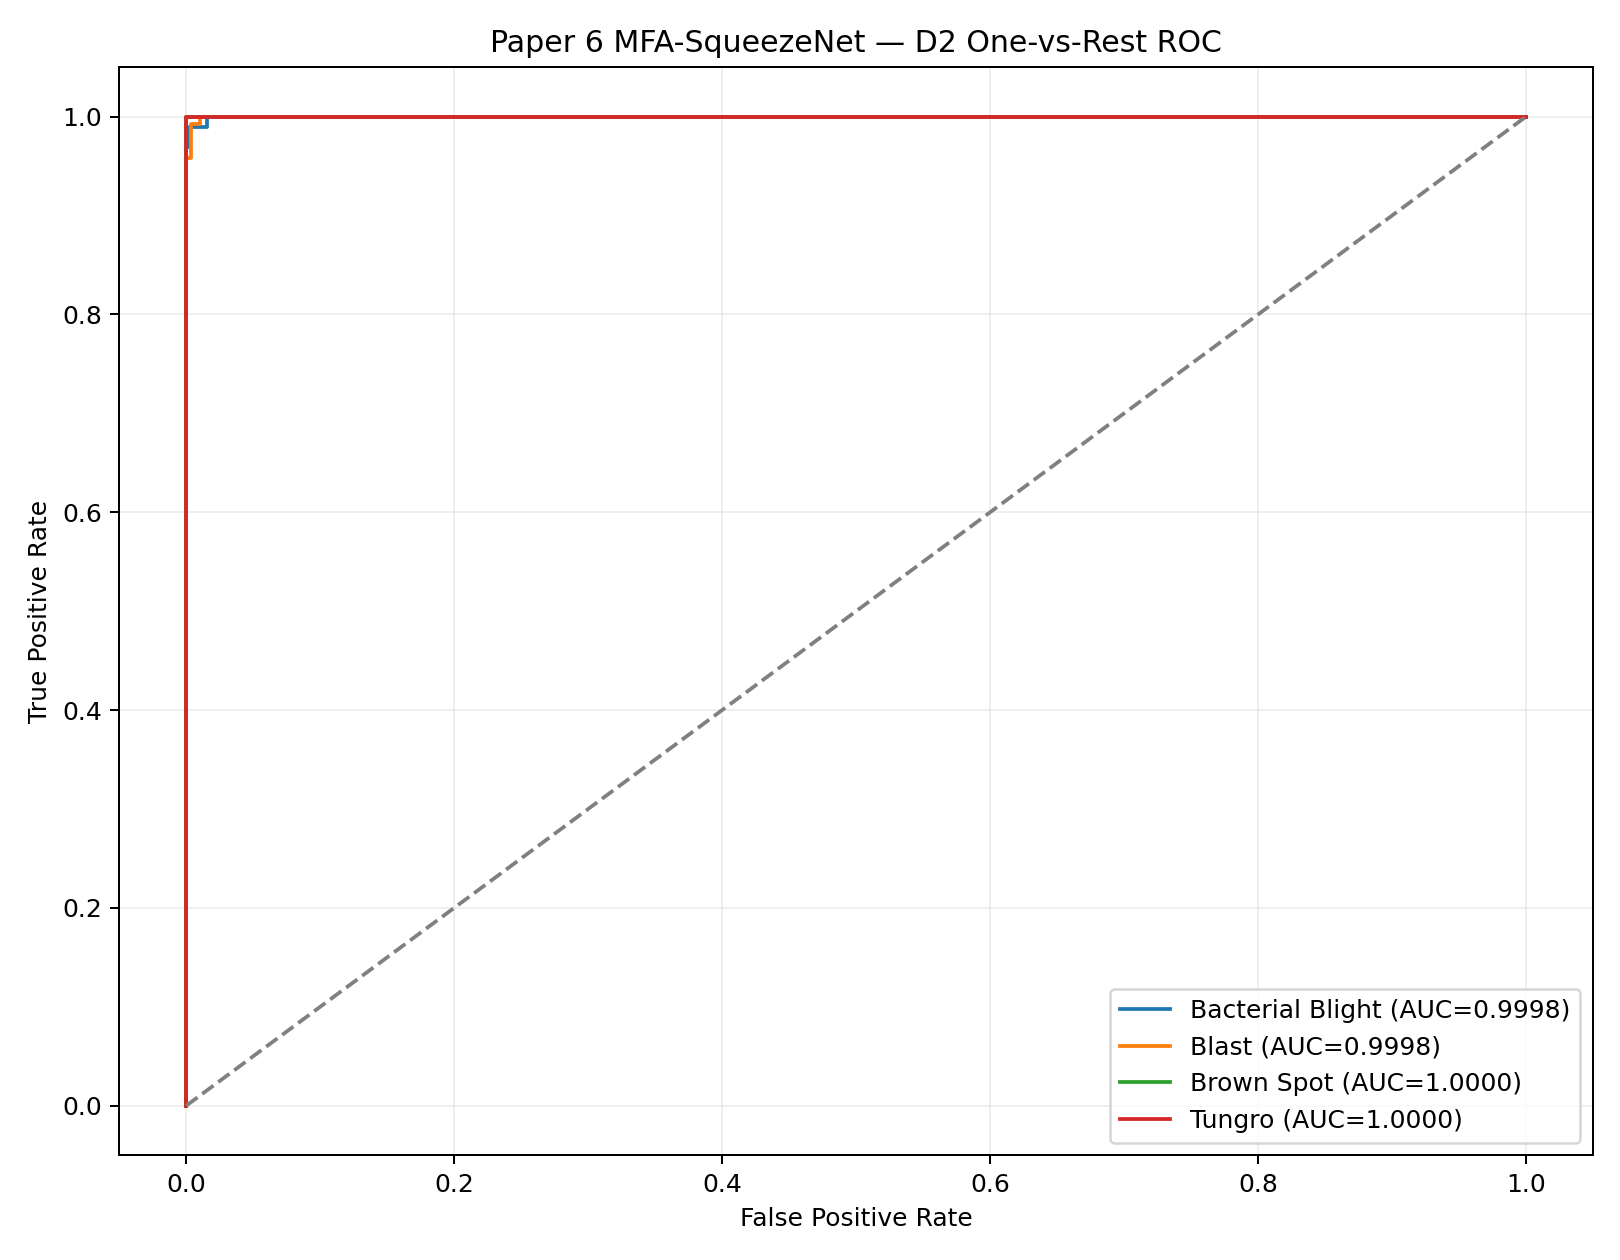 Paper 6 MFA-SqueezeNet — D2 One-vs-Rest ROC
True Positive Rate
1.0
0.8
0.6
0.4
0.2
0.0
Bacterial Blight (AUC=0.9998)
Blast (AUC=0.9998)
Brown Spot (AUC=1.0000)
Tungro (AUC=1.0000)
0.0 0.2 0.4 0.6 0.8 1.0
False Positive Rate